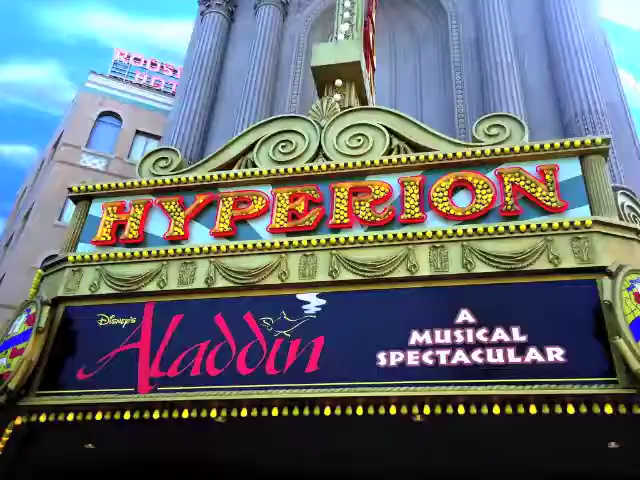 HYPERION
Disney's
Aladdin
A
MUSICAL
SPECTACULAR